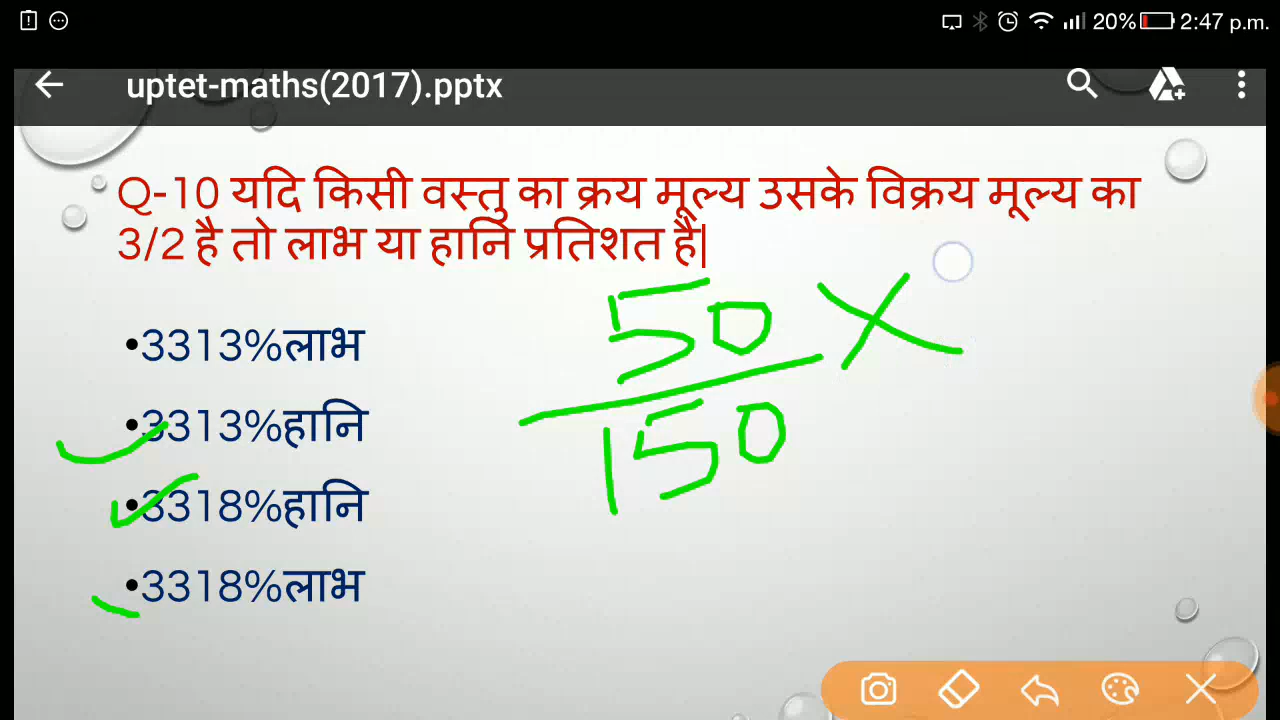 20% 2:47 p.m.
uptet-maths(2017).pptx
Q-10 यदि किसी वस्तु का क्रय मूल्य उसके विक्रय मूल्य का
3/2 है तो लाभ या हानि प्रतिशत है|
•3313%लाभ
•3313%हानि
•3318%हानि
•3318%लाभ
50 X
150